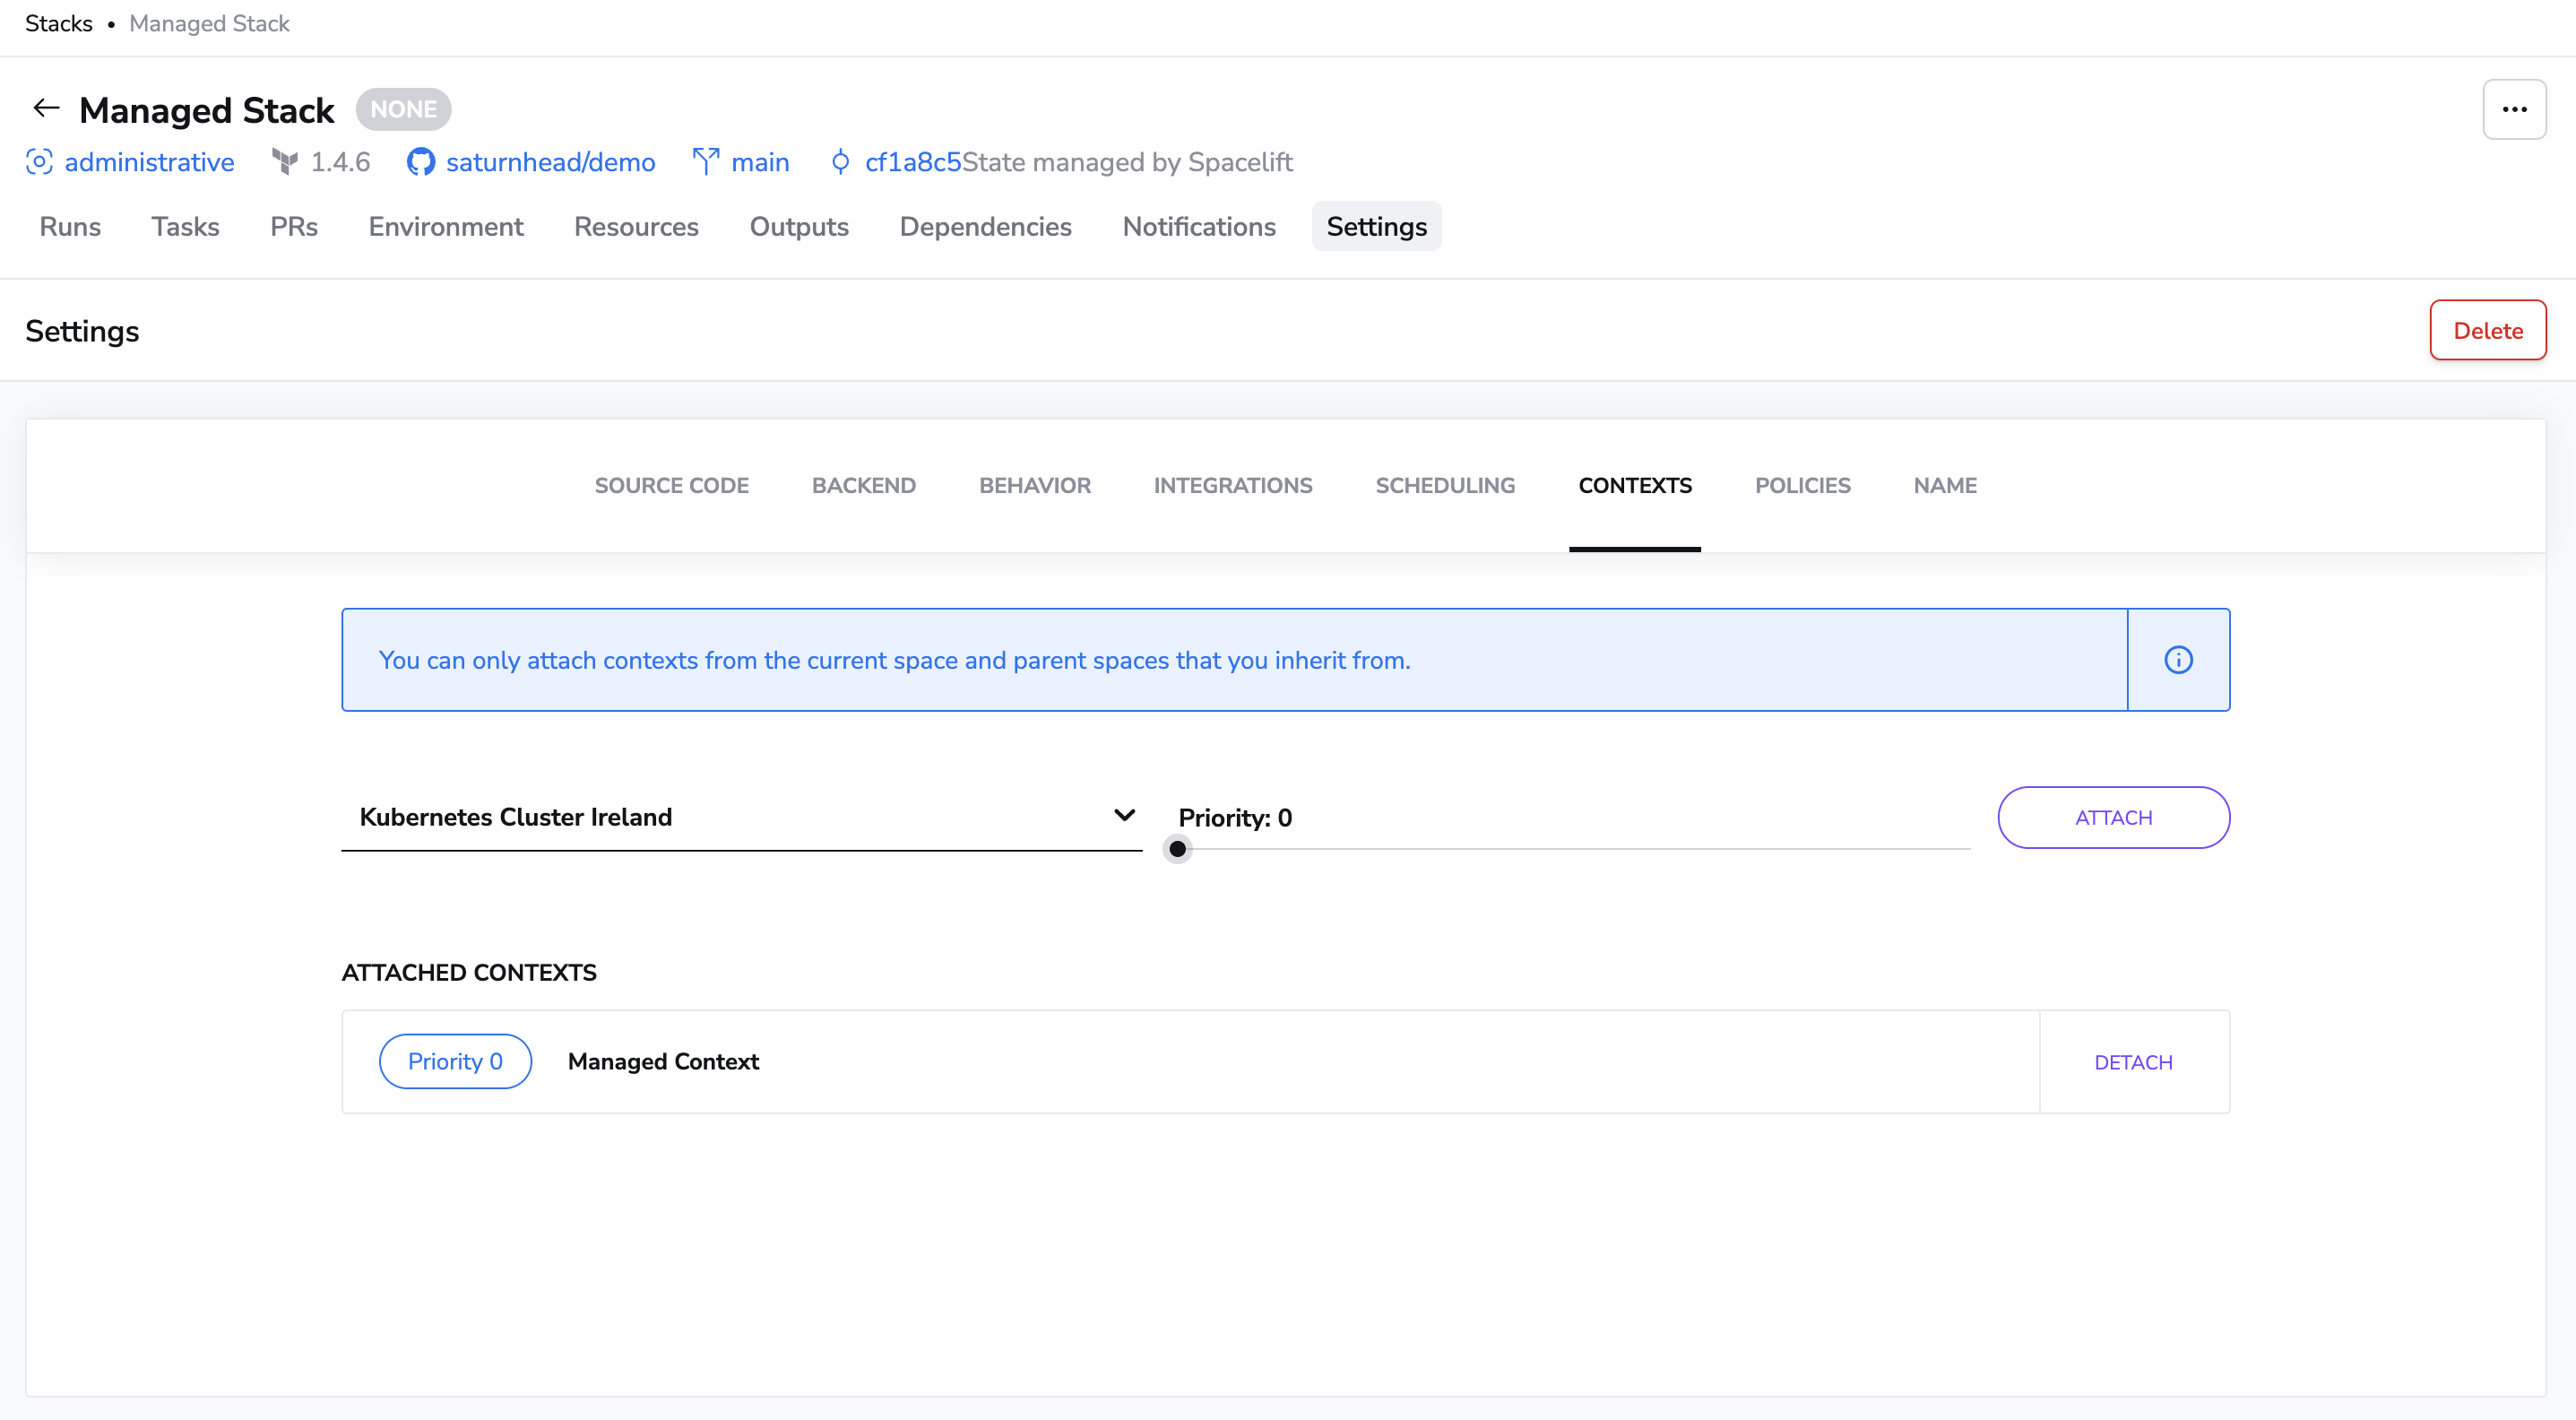 Stacks • Managed Stack
Managed Stack NONE
administrative 1.4.6 saturnhead/demo main cf1a8c5State managed by Spacelift
Runs Tasks PRs Environment Resources Outputs Dependencies Notifications Settings
Settings Delete
SOURCE CODE BACKEND BEHAVIOR INTEGRATIONS SCHEDULING CONTEXTS POLICIES NAME
You can only attach contexts from the current space and parent spaces that you inherit from.
Kubernetes Cluster Ireland Priority: 0 ATTACH
ATTACHED CONTEXTS
Priority 0 Managed Context DETACH